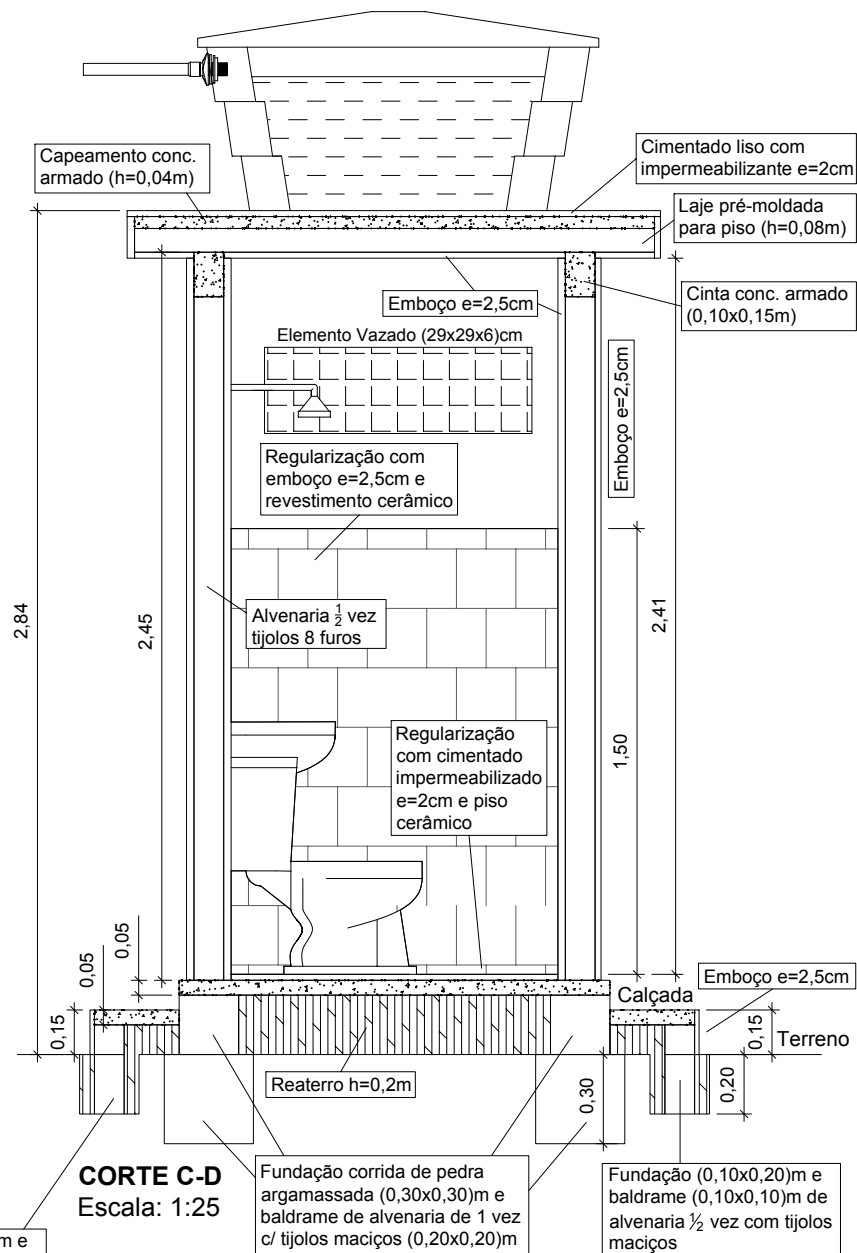 Capeamento conc.
armado (h=0,04m)
Cimentado liso com
impermeabilizante e=2cm
Laje pré-moldada
para piso (h=0,08m)
Cinta conc. armado
(0,10x0,15m)
Emboço e=2,5cm
Elemento Vazado (29x29x6)cm
Emboço e=2,5cm
Regularização com
emboço e=2,5cm e
revestimento cerâmico
Alvenaria ½ vez
tijolos 8 furos
2,84
2,45
2,41
1,50
Regularização
com cimentado
impermeabilizado
e=2cm e piso
cerâmico
0,05
0,05
0,15
Emboço e=2,5cm
Calçada
0,15
Terreno
Reaterro h=0,2m
0,30
0,20
CORTE C-D
Escala: 1:25
Fundação corrida de pedra
argamassada (0,30x0,30)m e
baldrame de alvenaria de 1 vez
c/ tijolos maciços (0,20x0,20)m
Fundação (0,10x0,20)m e
baldrame (0,10x0,10)m de
alvenaria ½ vez com tijolos
maciços
m e